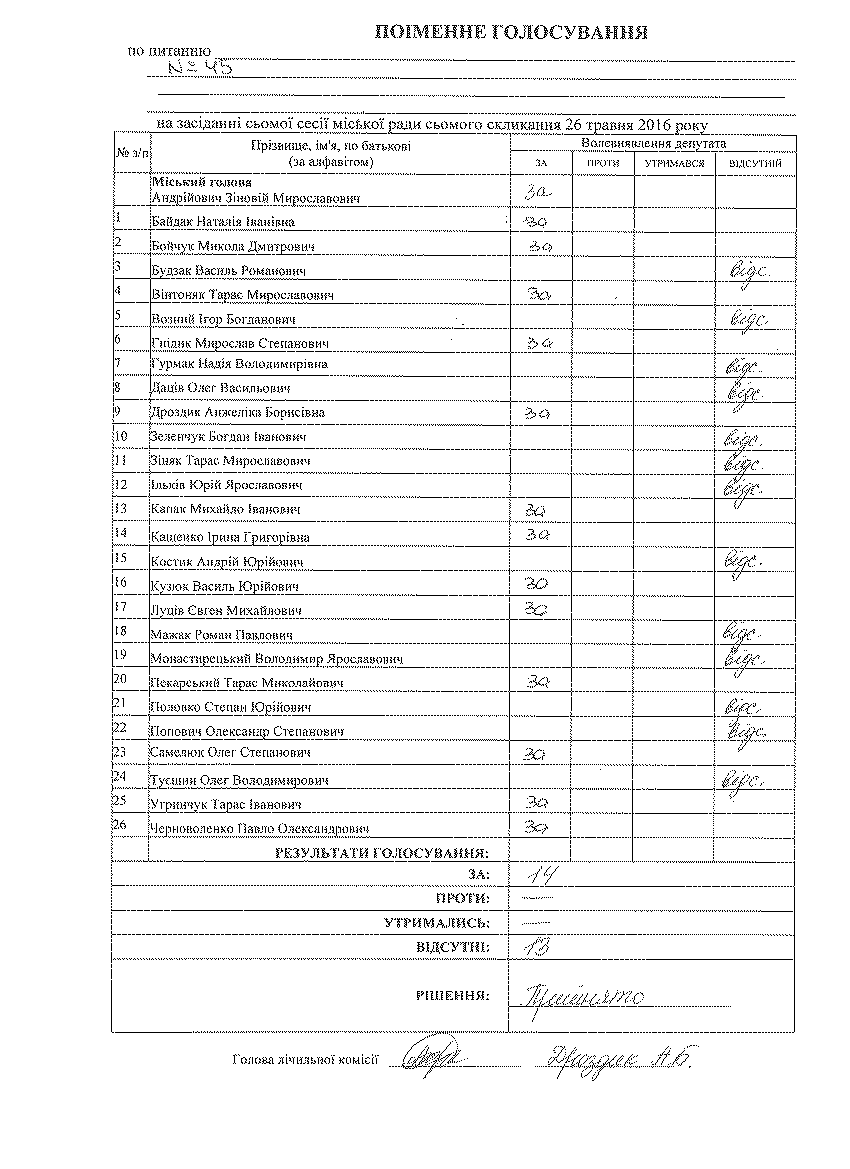 ПОІМЕННЕ ГОЛОСУВАННЯ
по питанню
№ 45
на засіданні сьомої сесії міської ради сьомого скликання 26 травня 2016 року
№ з/п Прізвище, ім'я, по батькові (за алфавітом) Волевиявлення депутата
ЗА ПРОТИ УТРИМАВСЯ ВІДСУТНІЙ
Міський голова
Андрійович Зіновій Мирославович за
1 Байдак Наталія Іванівна за
2 Бойчук Микола Дмитрович за
3 Будзак Василь Романович відс.
4 Вінтоняк Тарас Мирославович за
5 Возний Ігор Богданович відс.
6 Гнідик Мирослав Степанович за
7 Гурмак Надія Володимирівна відс.
8 Даців Олег Васильович відс.
9 Дроздик Анжеліка Борисівна за
10 Зеленчук Богдан Іванович відс.
11 Зіняк Тарас Мирославович відс.
12 Ільків Юрій Ярославович відс.
13 Капак Михайло Іванович за
14 Кащенко Ірина Григорівна за
15 Костик Андрій Юрійович відс.
16 Кузюк Василь Юрійович за
17 Луців Євген Михайлович за
18 Мажак Роман Павлович відс.
19 Монастирецький Володимир Ярославович відс.
20 Пекарський Тарас Миколайович за
21 Половко Степан Юрійович відс.
22 Попович Олександр Степанович відс.
23 Самелюк Олег Степанович за
24 Туєшин Олег Володимирович відс.
25 Угринчук Тарас Іванович за
26 Черноволенко Павло Олександрович за
РЕЗУЛЬТАТИ ГОЛОСУВАННЯ:
ЗА: 14
ПРОТИ: —
УТРИМАЛИСЬ: —
ВІДСУТНІ: 13
РІШЕННЯ: Прийнято
Голова лічильної комісії Дроздик А.Б.